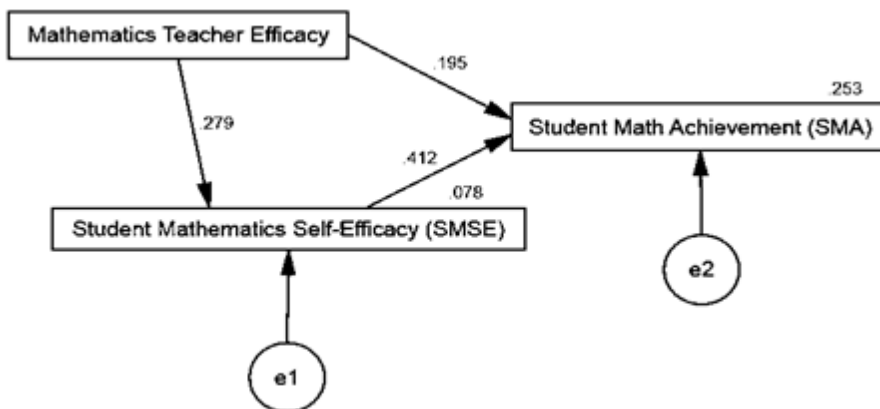 Mathematics Teacher Efficacy
.195
.253
Student Math Achievement (SMA)
.279
.412
.078
Student Mathematics Self-Efficacy (SMSE)
e2
e1